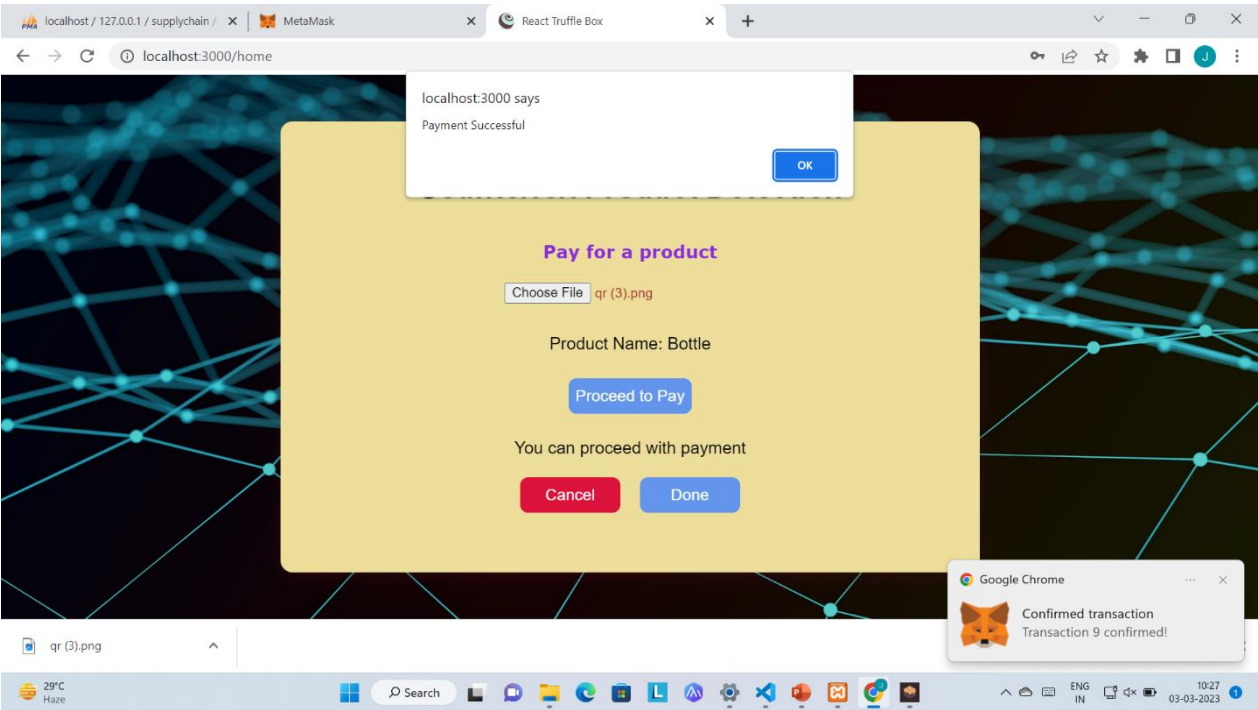 localhost / 127.0.0.1 / supplychain /
MetaMask
React Truffle Box
localhost:3000/home
J
localhost:3000 says
Payment Successful
OK
Pay for a product
Choose File qr (3).png
Product Name: Bottle
Proceed to Pay
You can proceed with payment
Cancel
Done
Google Chrome
Confirmed transaction
Transaction 9 confirmed!
qr (3).png
29°C
Haze
Search
ENG
IN
10:27
03-03-2023
1